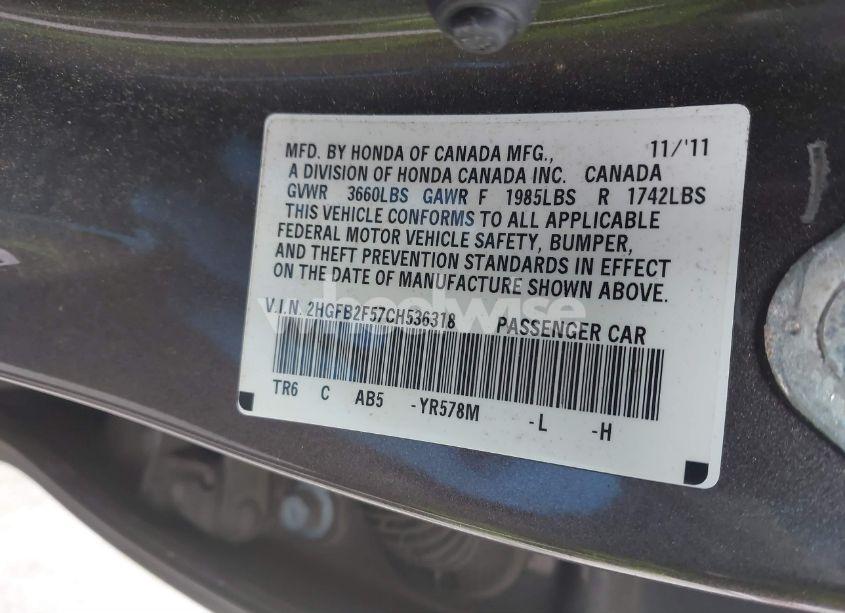 MFD. BY HONDA OF CANADA MFG., 11/'11
A DIVISION OF HONDA CANADA INC. CANADA
GVWR 3660LBS GAWR F 1985LBS R 1742LBS
THIS VEHICLE CONFORMS TO ALL APPLICABLE
FEDERAL MOTOR VEHICLE SAFETY, BUMPER,
AND THEFT PREVENTION STANDARDS IN EFFECT
ON THE DATE OF MANUFACTURE SHOWN ABOVE.
wheelwise
V.I.N. 2HGFB2F57CH536318 PASSENGER CAR
TR6 C AB5 -YR578M -L -H